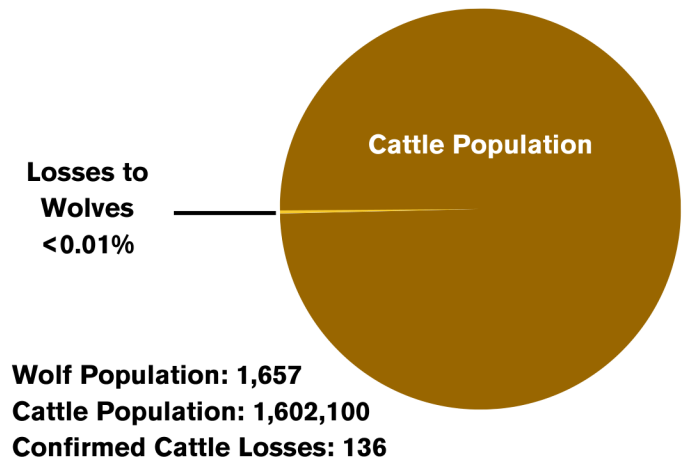 Cattle Population
Losses to
Wolves
<0.01%
Wolf Population: 1,657
Cattle Population: 1,602,100
Confirmed Cattle Losses: 136